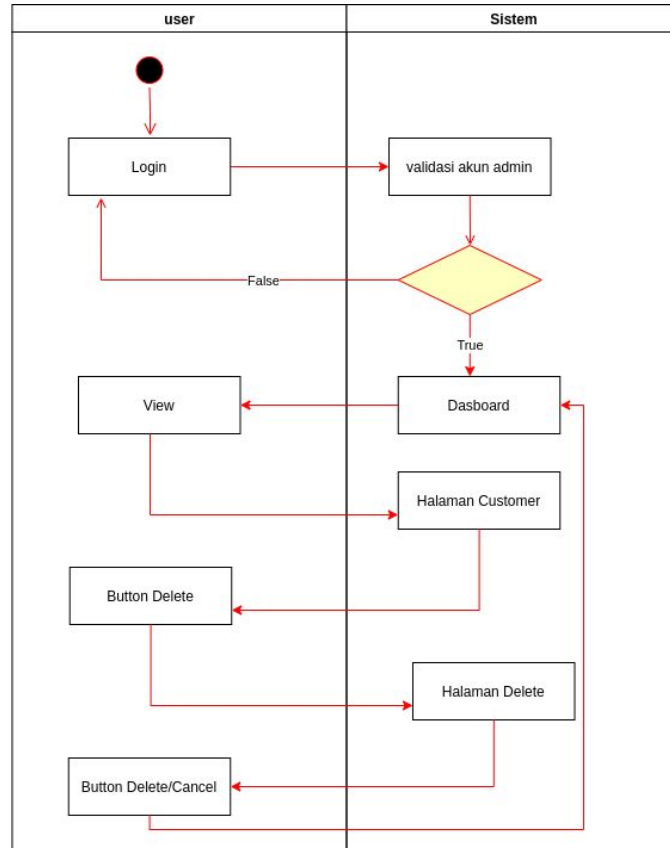 user
Sistem
Login
validasi akun admin
False
True
View
Dasboard
Halaman Customer
Button Delete
Halaman Delete
Button Delete/Cancel